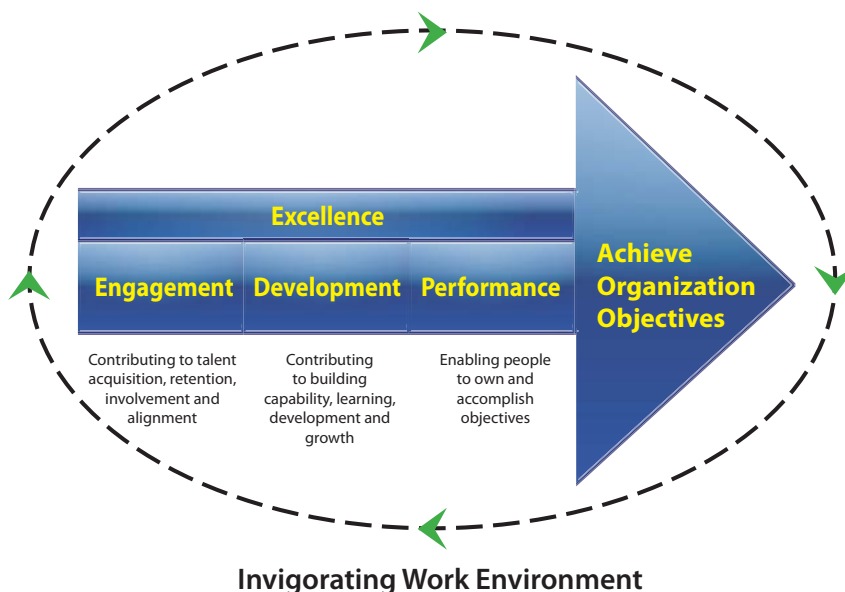 Excellence
Engagement
Development
Performance
Achieve
Organization
Objectives
Contributing to talent
acquisition, retention,
involvement and
alignment
Contributing
to building
capability, learning,
development and
growth
Enabling people
to own and
accomplish
objectives
Invigorating Work Environment